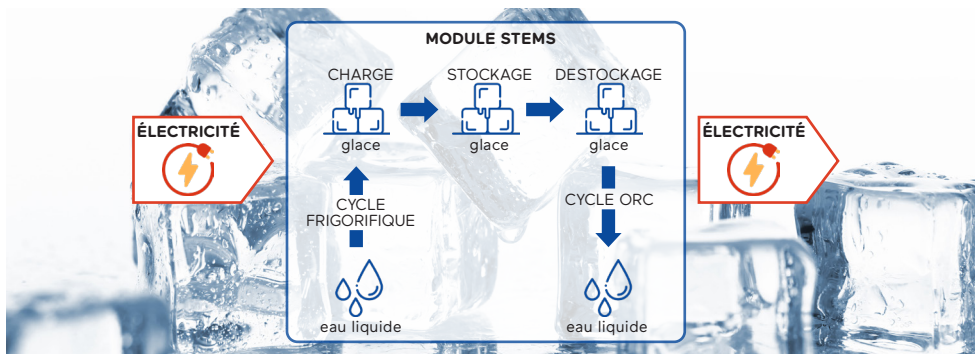 MODULE STEMS
CHARGE
STOCKAGE
DESTOCKAGE
glace
glace
glace
ÉLECTRICITÉ
ÉLECTRICITÉ
CYCLE
FRIGORIFIQUE
CYCLE ORC
eau liquide
eau liquide